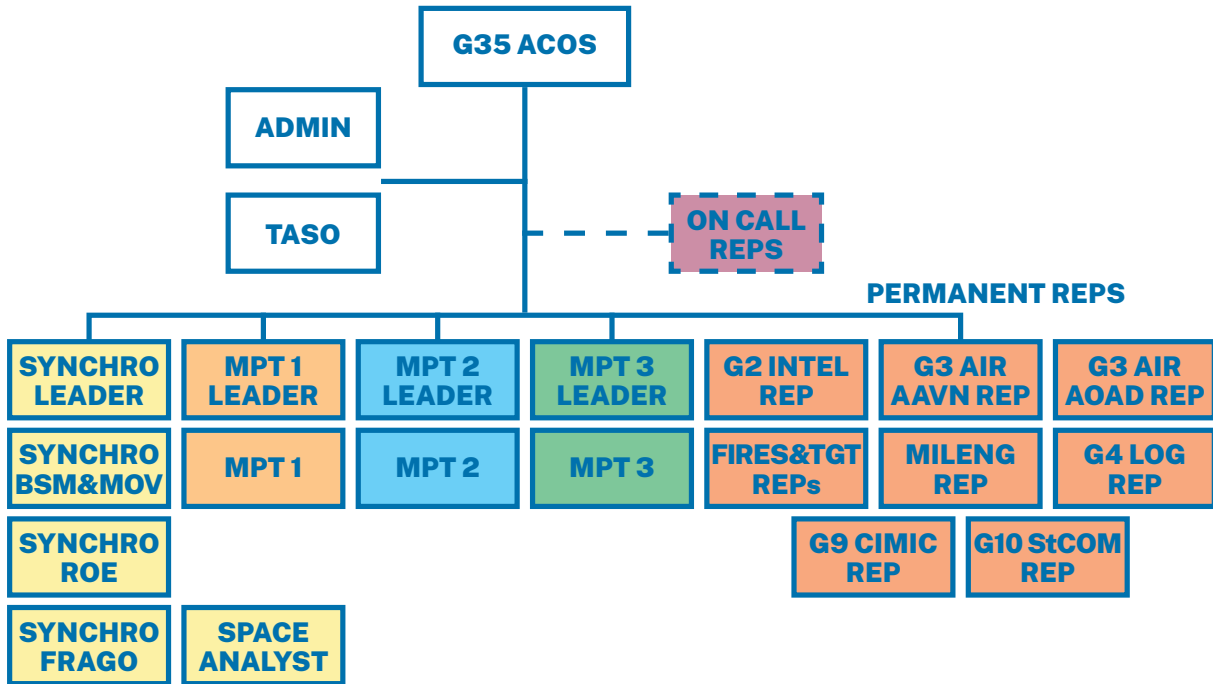 G35 ACOS
ADMIN
TASO
ON CALL
REPS
PERMANENT REPS
SYNCHRO
LEADER
MPT 1
LEADER
MPT 2
LEADER
MPT 3
LEADER
G2 INTEL
REP
G3 AIR
AAVN REP
G3 AIR
AOAD REP
SYNCHRO
BSM&MOV
MPT 1
MPT 2
MPT 3
FIRES&TGT
REPs
MILENG
REP
G4 LOG
REP
SYNCHRO
ROE
G9 CIMIC
REP
G10 StCOM
REP
SYNCHRO
FRAGO
SPACE
ANALYST